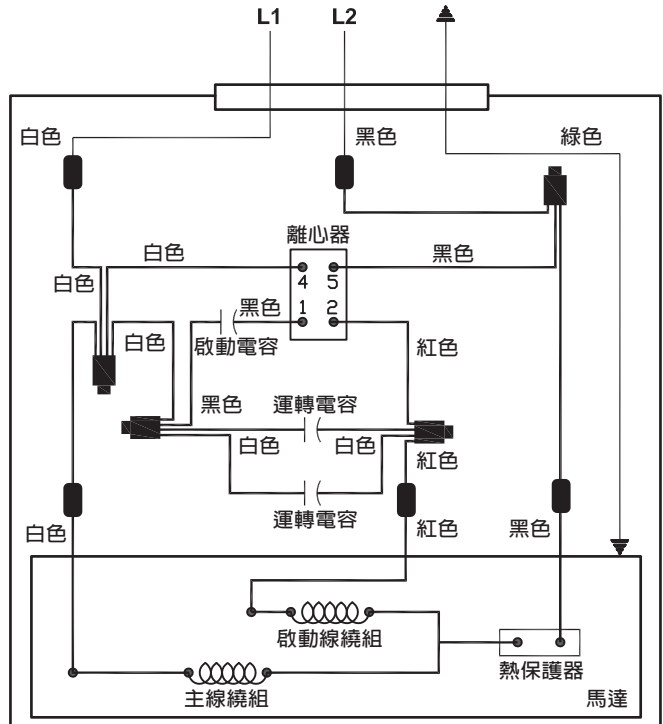 L1
L2
白色
黑色
綠色
離心器
白色
黑色
白色
4 5
黑色
1 2
白色
啟動電容
紅色
黑色
運轉電容
白色
白色
紅色
運轉電容
白色
紅色
黑色
啟動線繞組
熱保護器
主線繞組
馬達